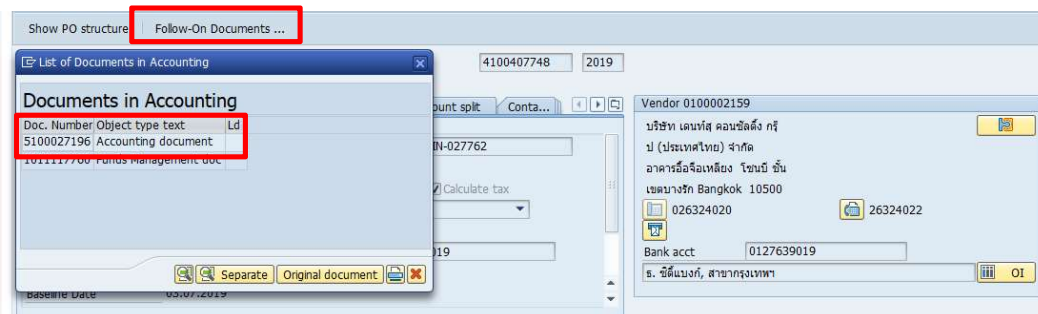 Show PO structure
Follow-On Documents ...
List of Documents in Accounting
4100407748 2019
Documents in Accounting
Doc. Number Object type text Ld
5100027196 Accounting document
1011117700 Funds Management doc
Separate Original document
ount split Conta...
IN-027762
Calculate tax
019
Baseline Date 03.07.2019
Vendor 0100002159
บริษัท เดนท์สุ คอนซัลติ้ง กรุ๊
ป (ประเทศไทย) จำกัด
อาคารอื้อจือเหลียง โซนบี ชั้น
เขตบางรัก Bangkok 10500
026324020 26324022
Bank acct 0127639019
ธ. ซิตี้แบงก์, สาขากรุงเทพฯ
OI